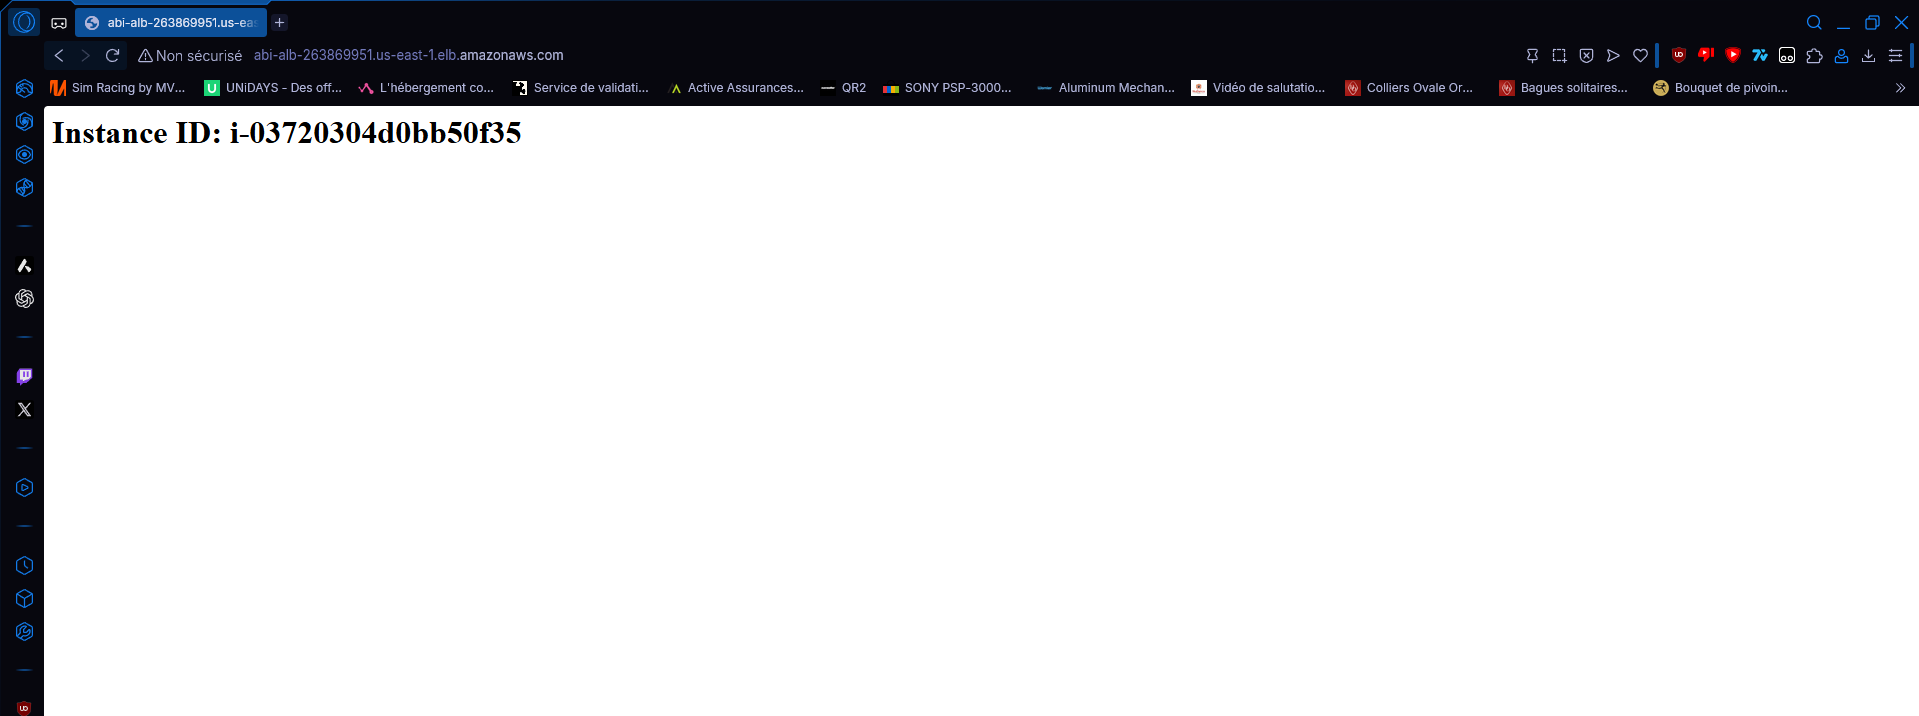 abi-alb-263869951.us-eas
Non sécurisé abi-alb-263869951.us-east-1.elb.amazonaws.com
Sim Racing by MV... UNiDAYS - Des off... L'hébergement co... Service de validati... Active Assurances... QR2 SONY PSP-3000... Aluminum Mechan... Vidéo de salutatio... Colliers Ovale Or... Bagues solitaires... Bouquet de pivoin...
Instance ID: i-03720304d0bb50f35